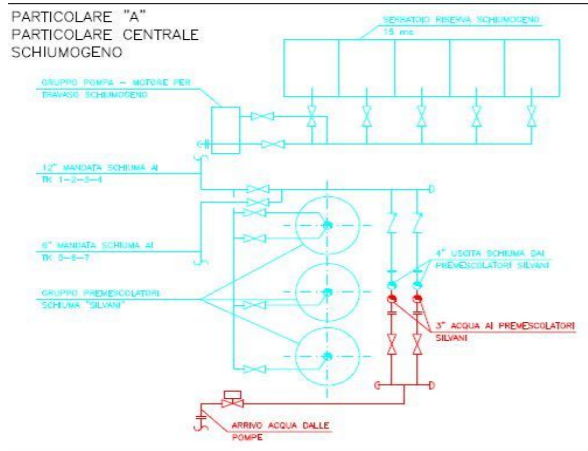 PARTICOLARE "A"
PARTICOLARE CENTRALE
SCHIUMOGENO
SERBATOIO RISERVA SCHIUMOGENO
15 mc
GRUPPO POMPA - MOTORE PER
TRAVASO SCHIUMOGENO
12" MANDATA SCHIUMA AI
TK 1-2-3-4
6" MANDATA SCHIUMA AI
TK 5-6-7
4" USCITA SCHIUMA DAI
PREMESCOLATORI SILVANI
GRUPPO PREMESCOLATORI
SCHIUMA "SILVANI"
3" ACQUA AI PREMESCOLATORI
SILVANI
ARRIVO ACQUA DALLE
POMPE